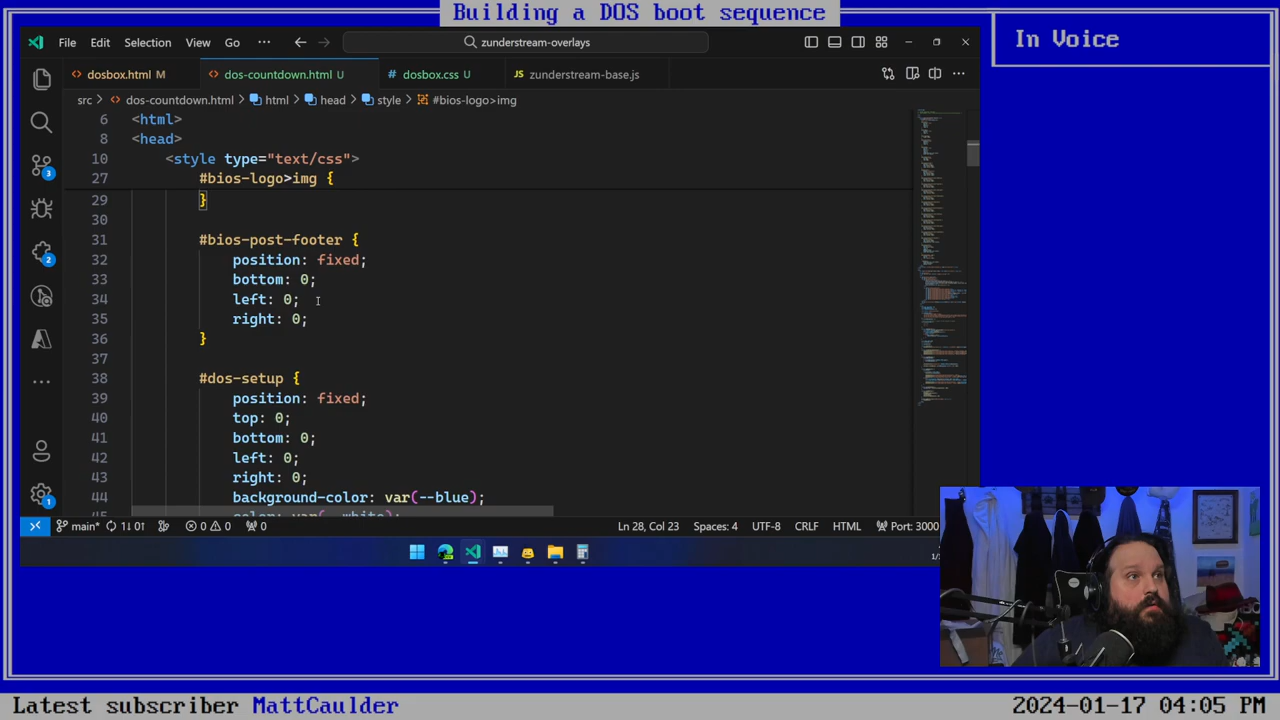 Building a DOS boot sequence
In Voice
File Edit Selection View Go ... zunderstream-overlays
dosbox.html M dos-countdown.html U dosbox.css U JS zunderstream-base.js
src > dos-countdown.html > html > head > style > #bios-logo>img
6 <html>
8 <head>
10 <style type="text/css">
27 #bios-logo>img {
29 }
30
31 #bios-post-footer {
32 position: fixed;
bottom: 0;
34 left: 0;
35 right: 0;
36 }
37
38 {
39 position: fixed;
40 top: 0;
41 bottom: 0;
42 left: 0;
43 right: 0;
44 background-color: var(--blue);
3
2
1
main* 1↓ 0↑ 0 0 0 Ln 28, Col 23 Spaces: 4 UTF-8 CRLF HTML Port: 3000
Latest subscriber MattCaulder
2024-01-17 04:05 PM